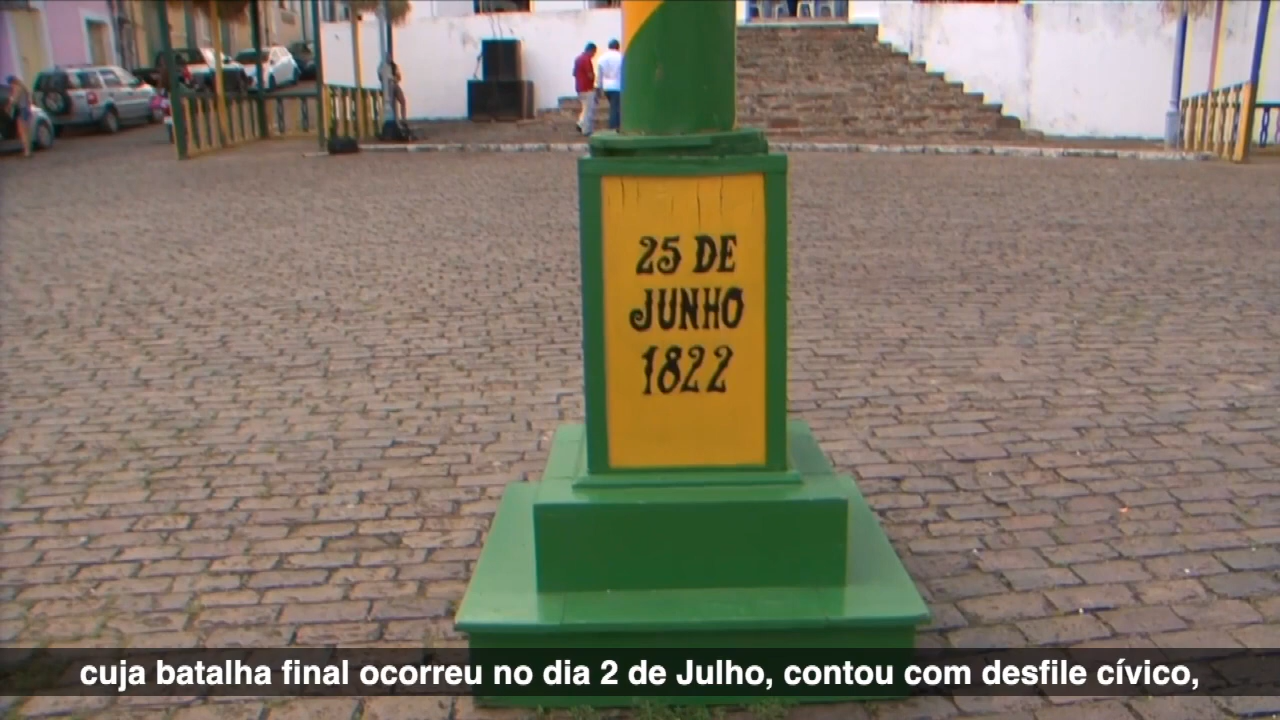 25 DE
JUNHO
1822
cuja batalha final ocorreu no dia 2 de Julho, contou com desfile cívico,